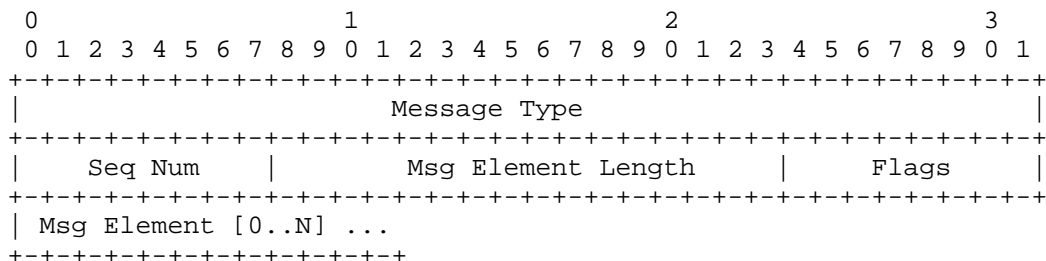 0                   1                   2                   3
 0 1 2 3 4 5 6 7 8 9 0 1 2 3 4 5 6 7 8 9 0 1 2 3 4 5 6 7 8 9 0 1
+-+-+-+-+-+-+-+-+-+-+-+-+-+-+-+-+-+-+-+-+-+-+-+-+-+-+-+-+-+-+-+-+
|                       Message Type                            |
+-+-+-+-+-+-+-+-+-+-+-+-+-+-+-+-+-+-+-+-+-+-+-+-+-+-+-+-+-+-+-+-+
|    Seq Num    |        Msg Element Length     |     Flags     |
+-+-+-+-+-+-+-+-+-+-+-+-+-+-+-+-+-+-+-+-+-+-+-+-+-+-+-+-+-+-+-+-+
| Msg Element [0..N] ...
+-+-+-+-+-+-+-+-+-+-+-+-+